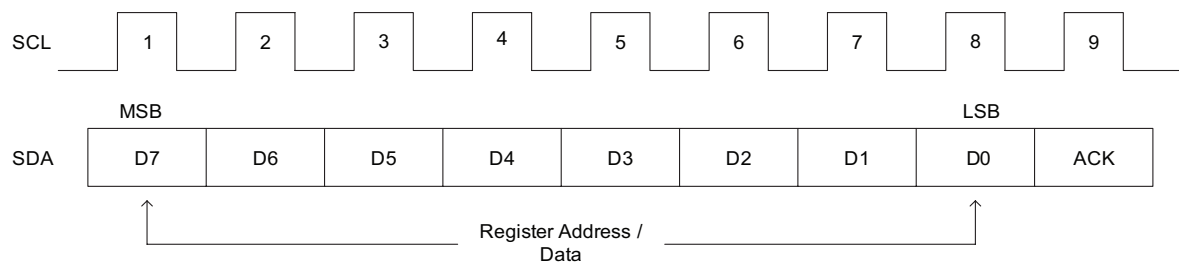 SCL 1 2 3 4 5 6 7 8 9
MSB LSB
SDA D7 D6 D5 D4 D3 D2 D1 D0 ACK
Register Address /
Data